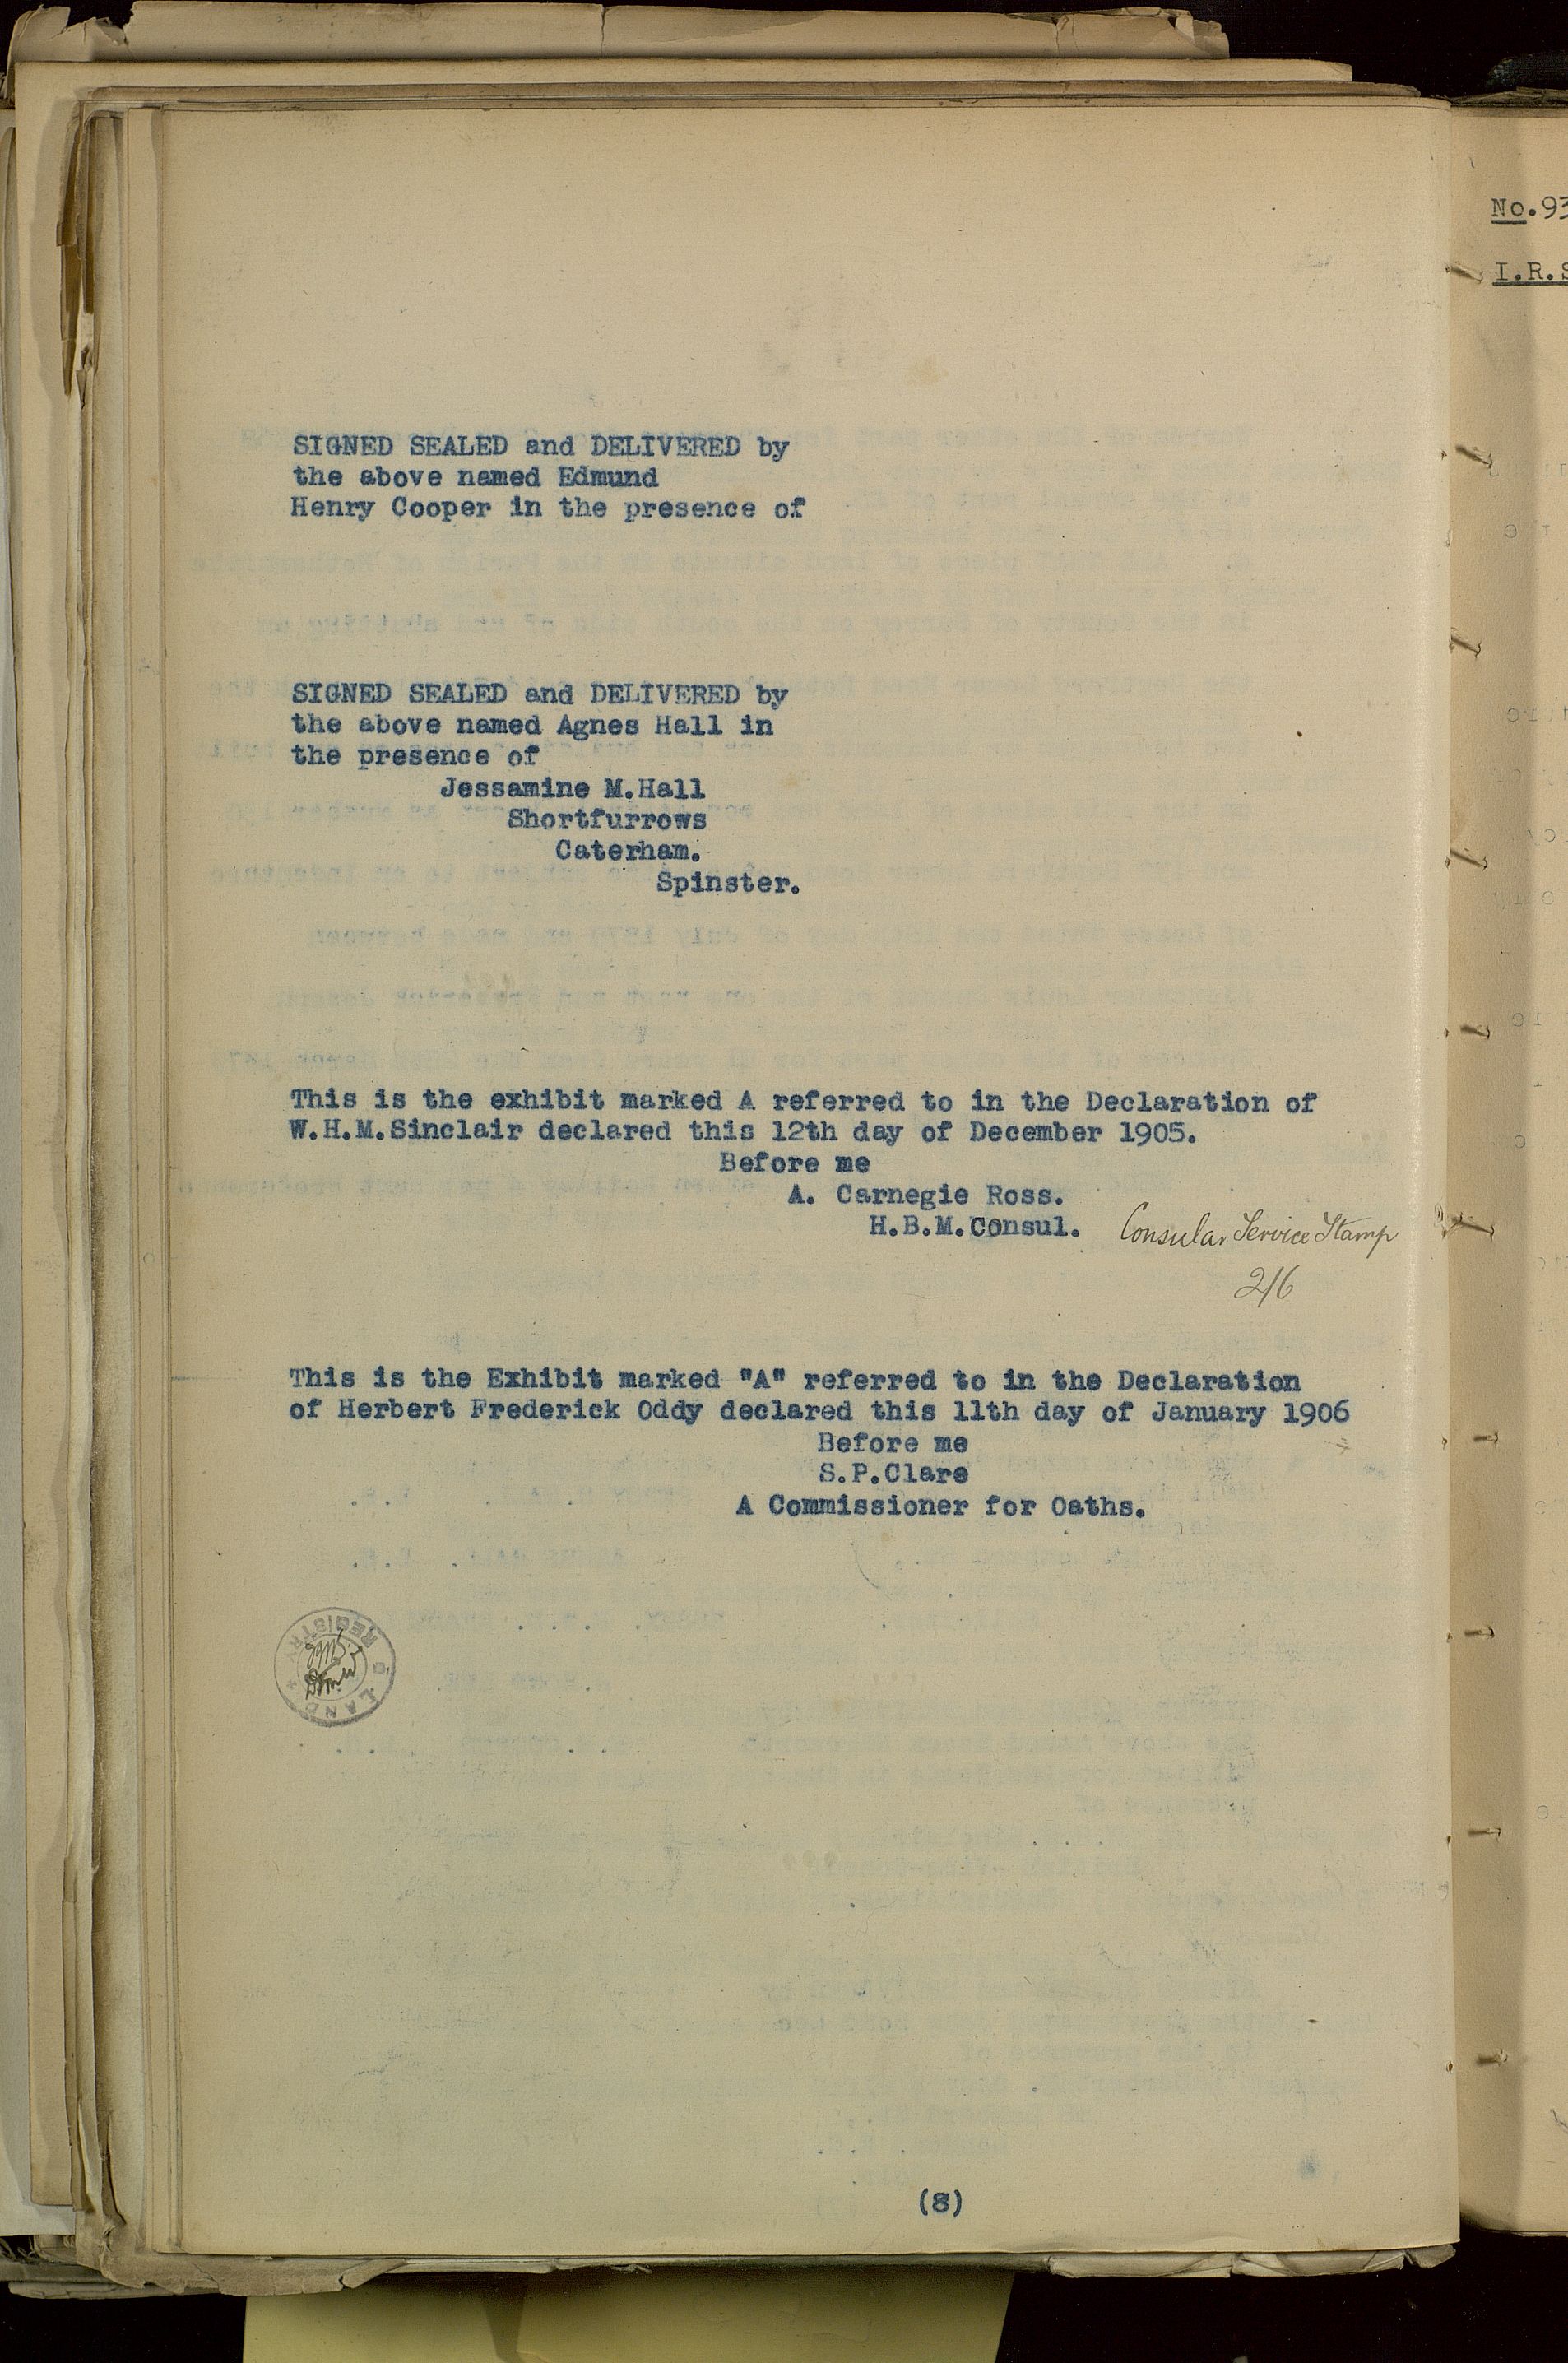 SIGNED SEALED and DELIVERED by
the above named Edmund
Henry Cooper in the presence of
SIGNED SEALED and DELIVERED by
the above named Agnes Hall in
the presence of
Jessamine M.Hall
Shortfurrows
Caterham.
Spinster.
This is the exhibit marked A referred to in the Declaration of
W.H.M.Sinclair declared this 12th day of December 1905.
Before me
A. Carnegie Ross.
H.B.M.Consul. Consular Service Stamp
2/6
This is the Exhibit marked "A" referred to in the Declaration
of Herbert Frederick Oddy declared this 11th day of January 1906
Before me
S.P.Clare
A Commissioner for Oaths.
LAND REGISTR
(8)
No.93
I.R.S